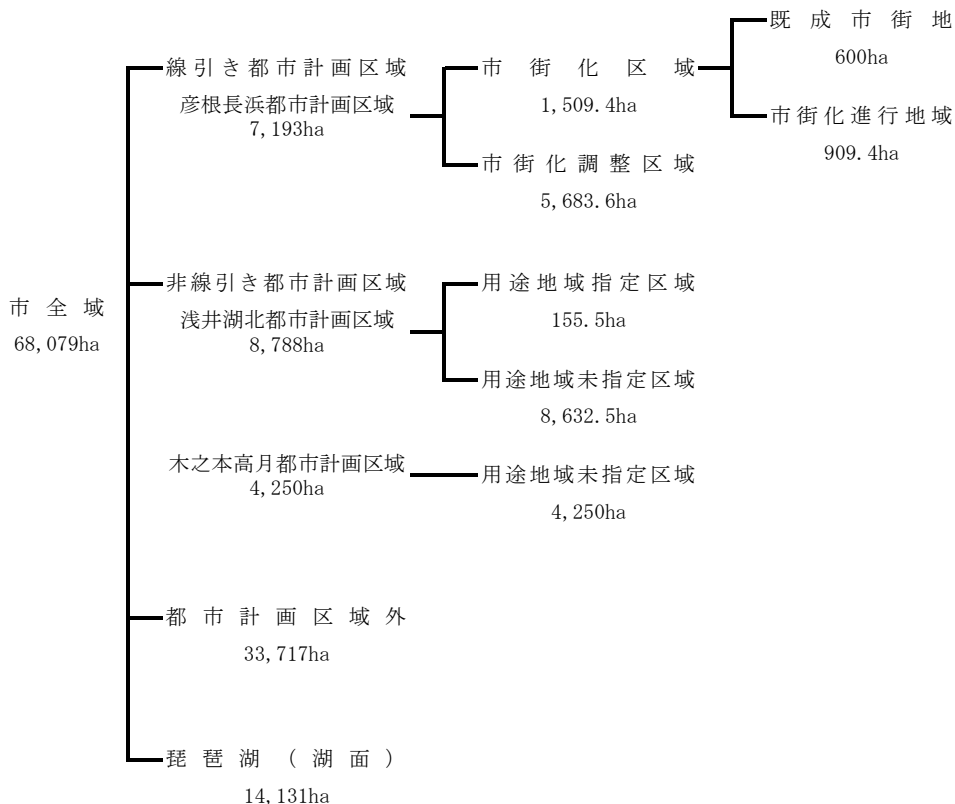 市全域
68,079ha
線引き都市計画区域
彦根長浜都市計画区域
7,193ha
市街化区域
1,509.4ha
既成市街地
600ha
市街化進行地域
909.4ha
市街化調整区域
5,683.6ha
非線引き都市計画区域
浅井湖北都市計画区域
8,788ha
用途地域指定区域
155.5ha
用途地域未指定区域
8,632.5ha
木之本高月都市計画区域
4,250ha
用途地域未指定区域
4,250ha
都市計画区域外
33,717ha
琵琶湖(湖面)
14,131ha